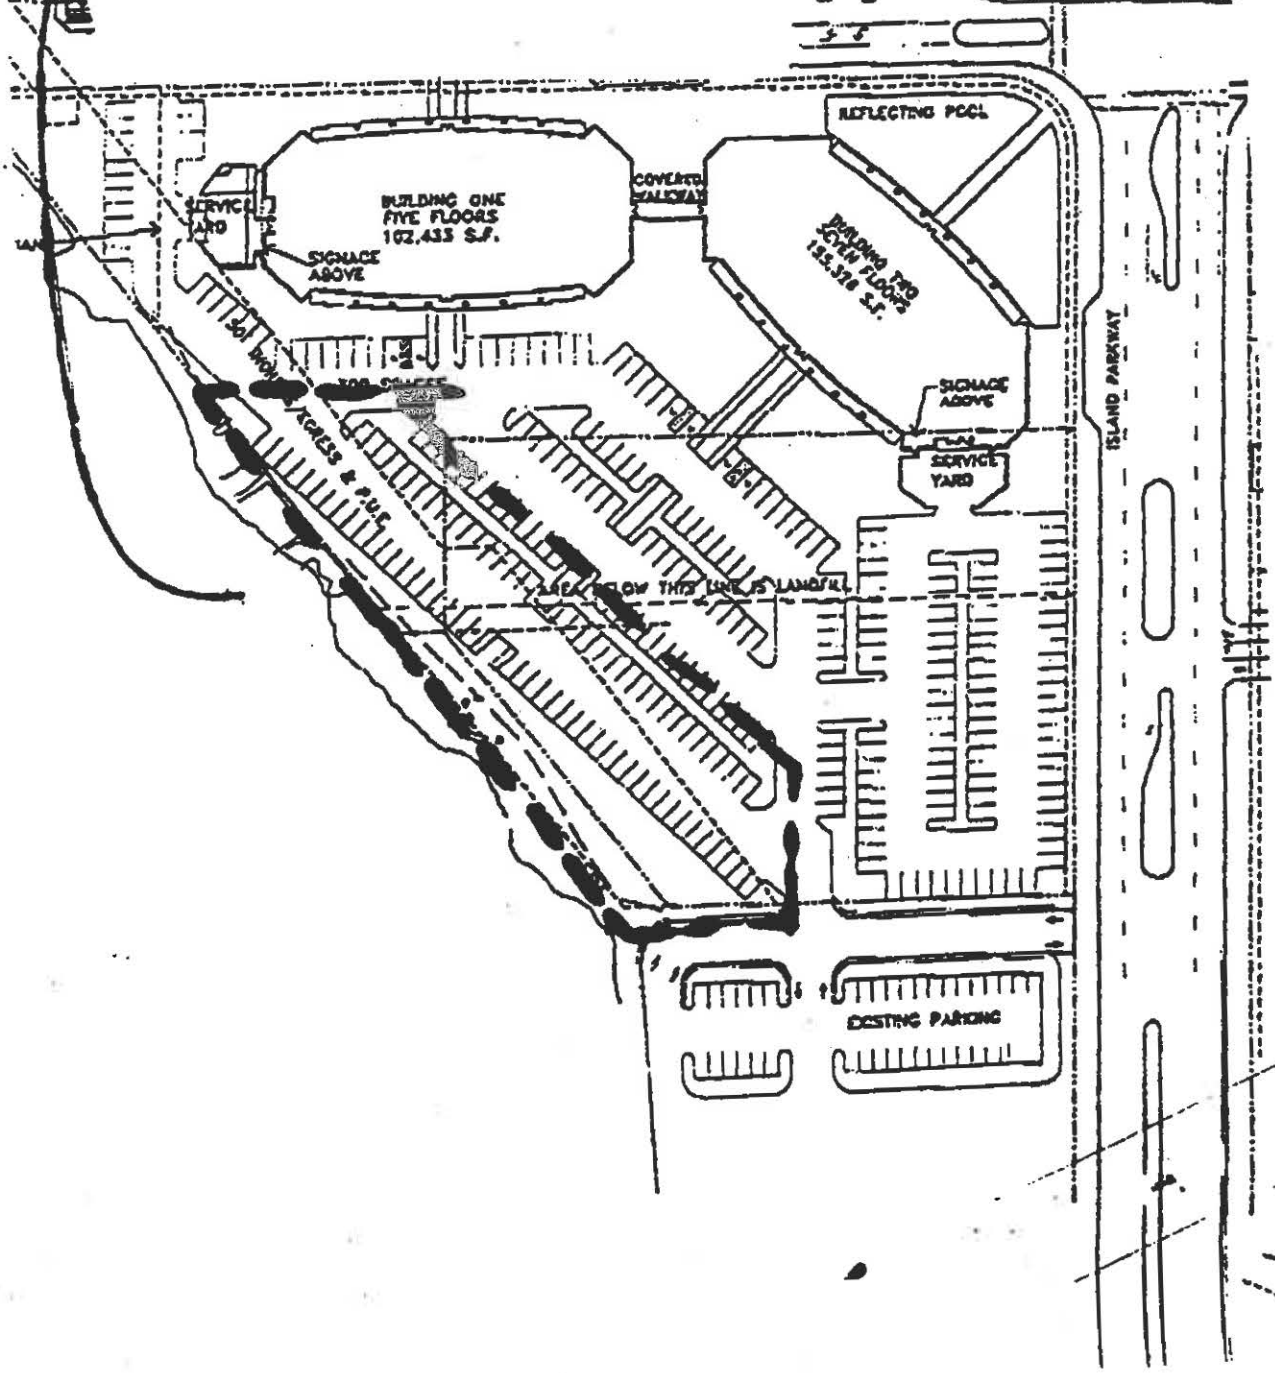 REFLECTING POOL
BUILDING ONE
FIVE FLOORS
102,433 S.F.
COVERED
WALKWAY
SERVICE
YARD
SIGNAGE
ABOVE
BUILDING TWO
SEVEN FLOORS
S.F.
ISLAND PARKWAY
SIGNAGE
ABOVE
SERVICE
YARD
50'
EGRESS & P.U.E.
AREA BELOW THIS LINE IS LANDFILL
EXISTING PARKING